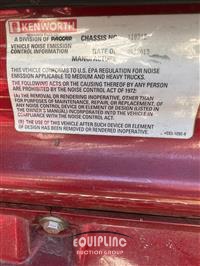 KENWORTH
A DIVISION OF PACCAR CHASSIS NO.
VEHICLE NOISE EMISSION DATE OF
CONTROL INFORMATION MANUFACTURE
THIS VEHICLE CONFORMS TO U.S. EPA REGULATION FOR NOISE
EMISSION APPLICABLE TO MEDIUM AND HEAVY TRUCKS.
THE FOLLOWING ACTS OR THE CAUSING THEREOF BY ANY PERSON
ARE PROHIBITED BY THE NOISE CONTROL ACT OF 1972:
(A) THE REMOVAL OR RENDERING INOPERATIVE, OTHER THAN
FOR PURPOSES OF MAINTENANCE, REPAIR, OR REPLACEMENT, OF
ANY NOISE CONTROL DEVICE OR ELEMENT OF DESIGN (LISTED IN
THE OWNER'S MANUAL) INCORPORATED INTO THIS VEHICLE IN
COMPLIANCE WITH THE NOISE CONTROL ACT;
(B) THE USE OF THIS VEHICLE AFTER SUCH DEVICE OR ELEMENT
OF DESIGN HAS BEEN REMOVED OR RENDERED INOPERATIVE.
EQUIPLINC
AUCTION GROUP